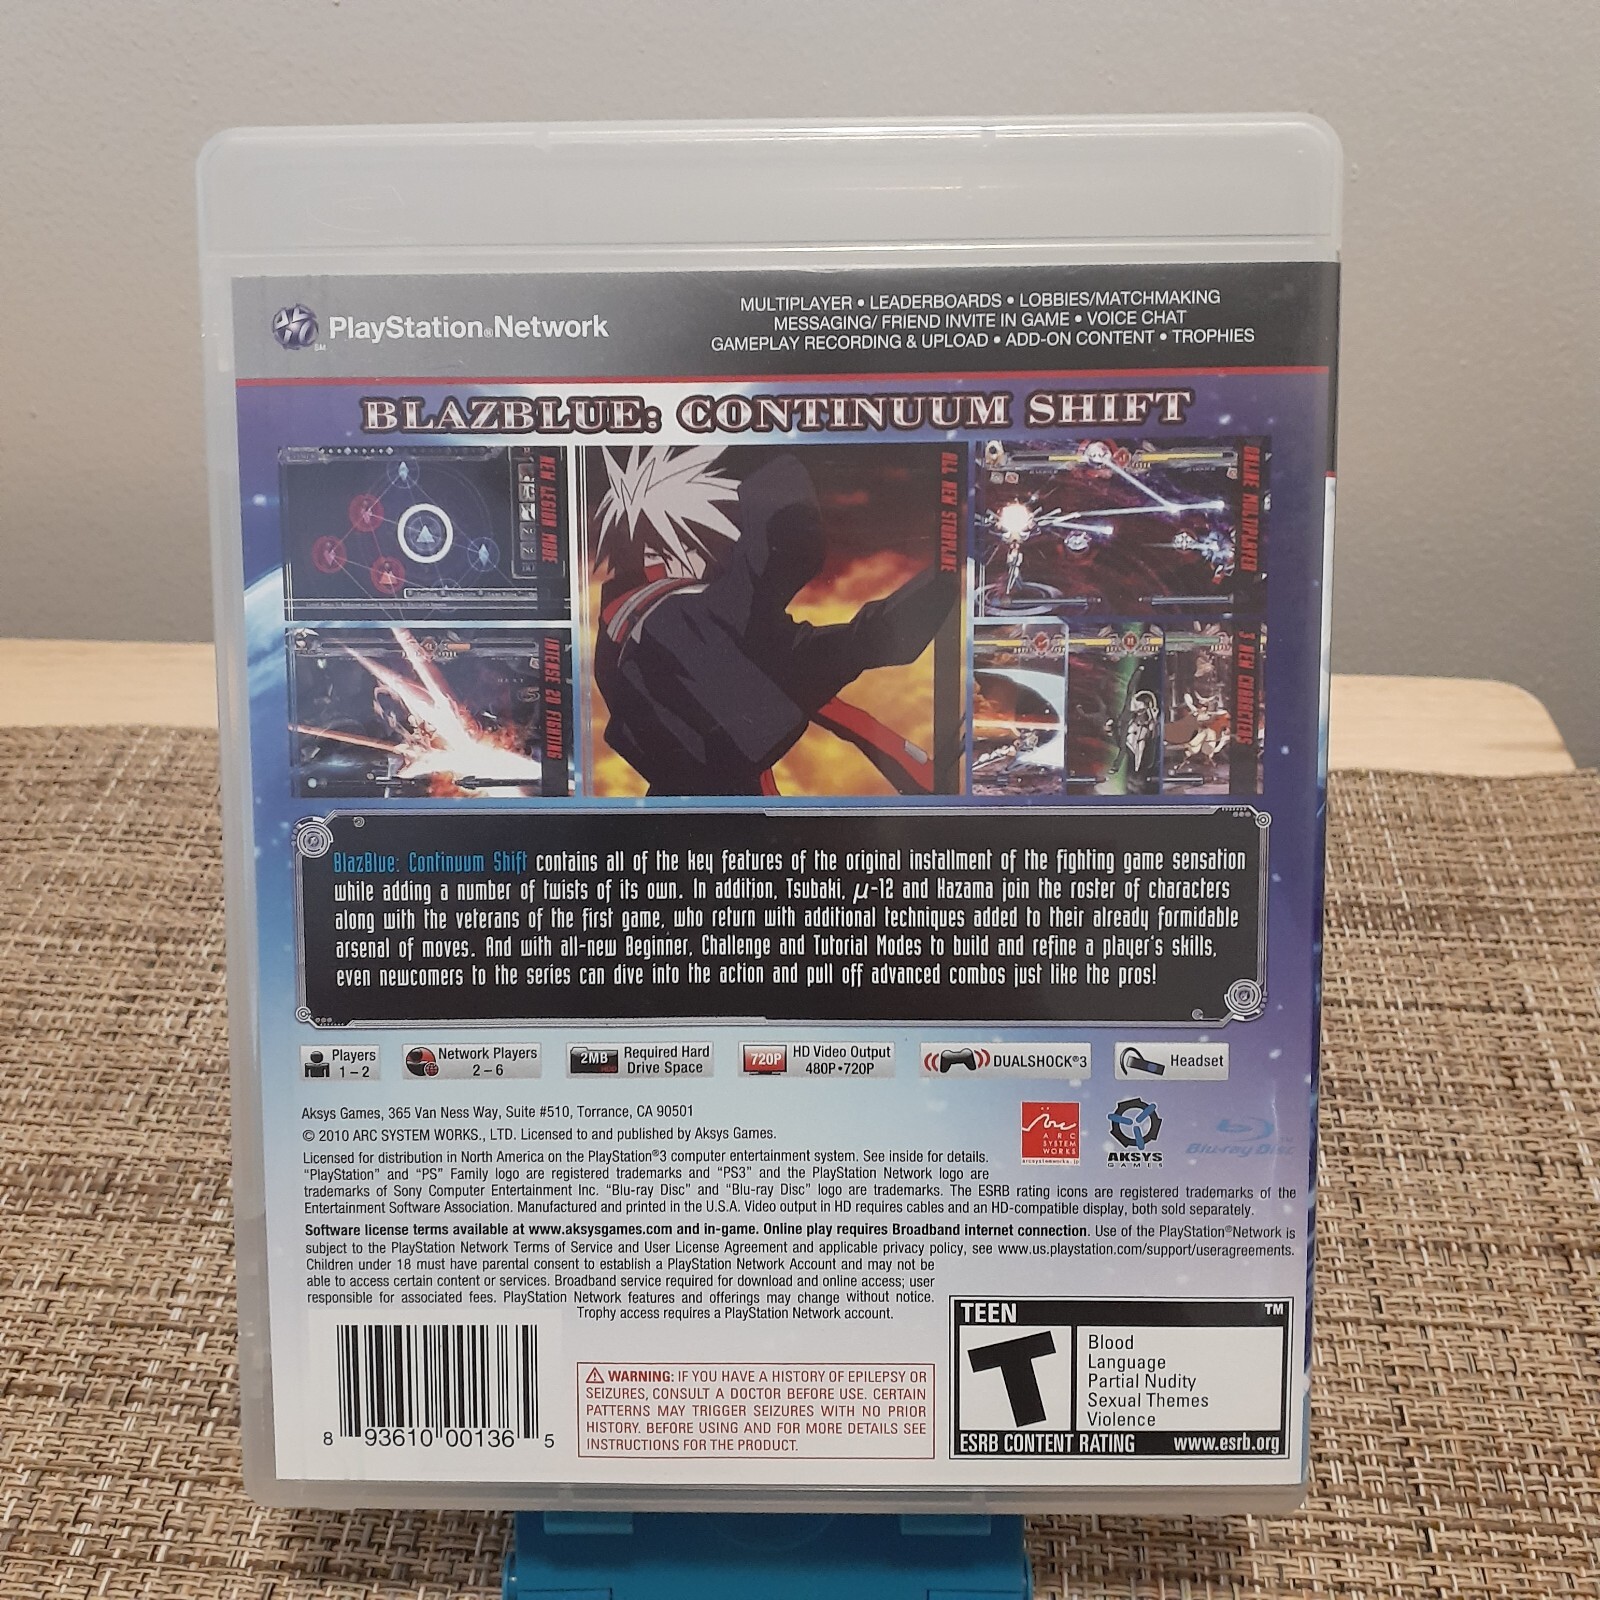 PlayStation®Network
SM
MULTIPLAYER • LEADERBOARDS • LOBBIES/MATCHMAKING
MESSAGING/ FRIEND INVITE IN GAME • VOICE CHAT
GAMEPLAY RECORDING & UPLOAD • ADD-ON CONTENT • TROPHIES
BLAZBLUE: CONTINUUM SHIFT
NEW LEGION MODE
ALL NEW STORYLINE
ONLINE MULTIPLAYER
INTENSE 2D FIGHTING
3 NEW CHARACTERS
BlazBlue: Continuum Shift contains all of the key features of the original installment of the fighting game sensation
while adding a number of twists of its own. In addition, Tsubaki, μ-12 and Hazama join the roster of characters
along with the veterans of the first game, who return with additional techniques added to their already formidable
arsenal of moves. And with all-new Beginner, Challenge and Tutorial Modes to build and refine a player's skills,
even newcomers to the series can dive into the action and pull off advanced combos just like the pros!
Players
1 – 2
Network Players
2 – 6
2MB
HDD
Required Hard
Drive Space
720P
HD Video Output
480P•720P
DUALSHOCK®3
Headset
Aksys Games, 365 Van Ness Way, Suite #510, Torrance, CA 90501
© 2010 ARC SYSTEM WORKS., LTD. Licensed to and published by Aksys Games.
ARC
SYSTEM
WORKS
arcsystemworks.jp
AKSYS
GAMES
Blu-ray Disc
Licensed for distribution in North America on the PlayStation®3 computer entertainment system. See inside for details.
“PlayStation” and “PS” Family logo are registered trademarks and “PS3” and the PlayStation Network logo are
trademarks of Sony Computer Entertainment Inc. “Blu-ray Disc” and “Blu-ray Disc” logo are trademarks. The ESRB rating icons are registered trademarks of the
Entertainment Software Association. Manufactured and printed in the U.S.A. Video output in HD requires cables and an HD-compatible display, both sold separately.
Software license terms available at www.aksysgames.com and in-game. Online play requires Broadband internet connection. Use of the PlayStation®Network is
subject to the PlayStation Network Terms of Service and User License Agreement and applicable privacy policy, see www.us.playstation.com/support/useragreements.
Children under 18 must have parental consent to establish a PlayStation Network Account and may not be
able to access certain content or services. Broadband service required for download and online access; user
responsible for associated fees. PlayStation Network features and offerings may change without notice.
Trophy access requires a PlayStation Network account.
8 93610 00136 5
WARNING: IF YOU HAVE A HISTORY OF EPILEPSY OR
SEIZURES, CONSULT A DOCTOR BEFORE USE. CERTAIN
PATTERNS MAY TRIGGER SEIZURES WITH NO PRIOR
HISTORY. BEFORE USING AND FOR MORE DETAILS SEE
INSTRUCTIONS FOR THE PRODUCT.
TEEN
TM
T
Blood
Language
Partial Nudity
Sexual Themes
Violence
ESRB CONTENT RATING
www.esrb.org